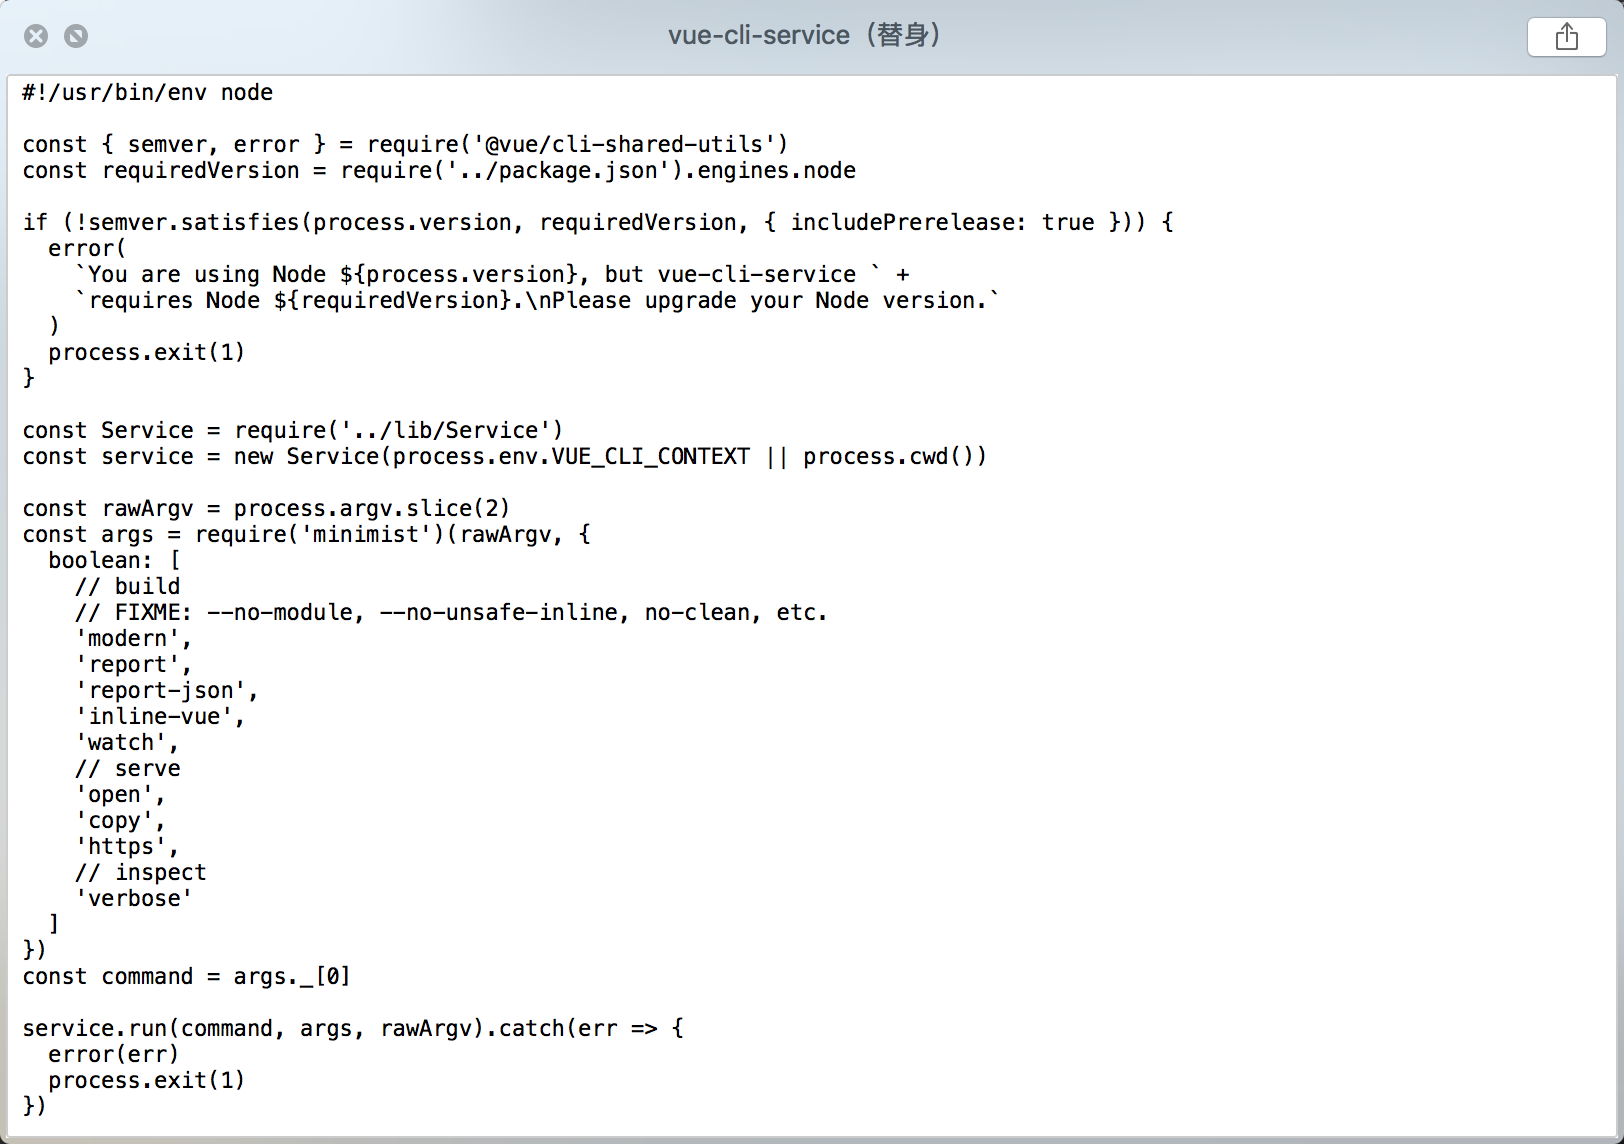 vue-cli-service（替身）
#!/usr/bin/env node

const { semver, error } = require('@vue/cli-shared-utils')
const requiredVersion = require('../package.json').engines.node

if (!semver.satisfies(process.version, requiredVersion, { includePrerelease: true })) {
  error(
    `You are using Node ${process.version}, but vue-cli-service ` +
    `requires Node ${requiredVersion}.\nPlease upgrade your Node version.`
  )
  process.exit(1)
}

const Service = require('../lib/Service')
const service = new Service(process.env.VUE_CLI_CONTEXT || process.cwd())

const rawArgv = process.argv.slice(2)
const args = require('minimist')(rawArgv, {
  boolean: [
    // build
    // FIXME: --no-module, --no-unsafe-inline, no-clean, etc.
    'modern',
    'report',
    'report-json',
    'inline-vue',
    'watch',
    // serve
    'open',
    'copy',
    'https',
    // inspect
    'verbose'
  ]
})
const command = args._[0]

service.run(command, args, rawArgv).catch(err => {
  error(err)
  process.exit(1)
})